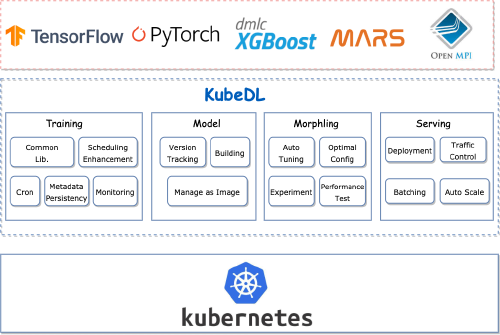 TensorFlow
PyTorch
dmlc
XGBoost
MARS
OPEN MPI
KubeDL
Training
Common
Lib.
Scheduling
Enhancement
Cron
Metadata
Persistency
Monitoring
Model
Version
Tracking
Building
Manage as Image
Morphling
Auto
Tuning
Optimal
Config
Experiment
Performance
Test
Serving
Deployment
Traffic
Control
Batching
Auto Scale
kubernetes